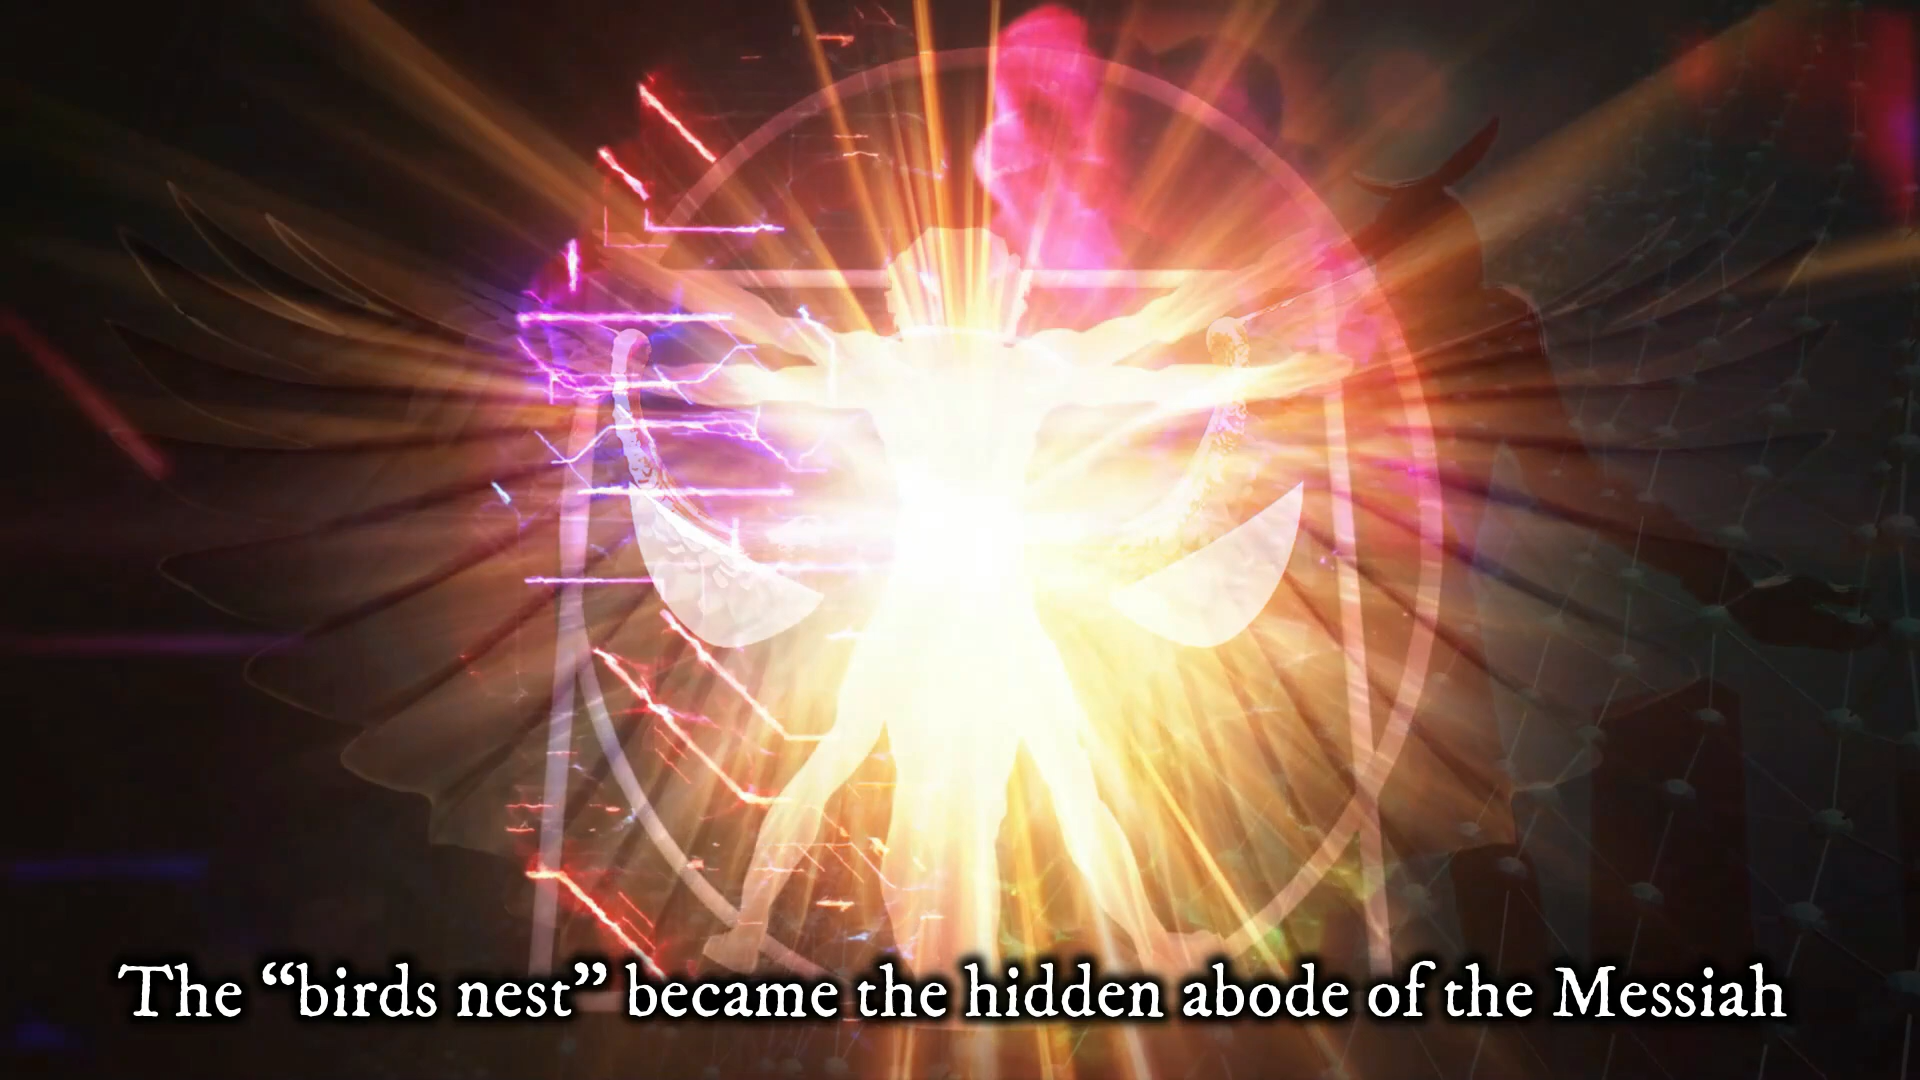 The “birds nest” became the hidden abode of the Messiah